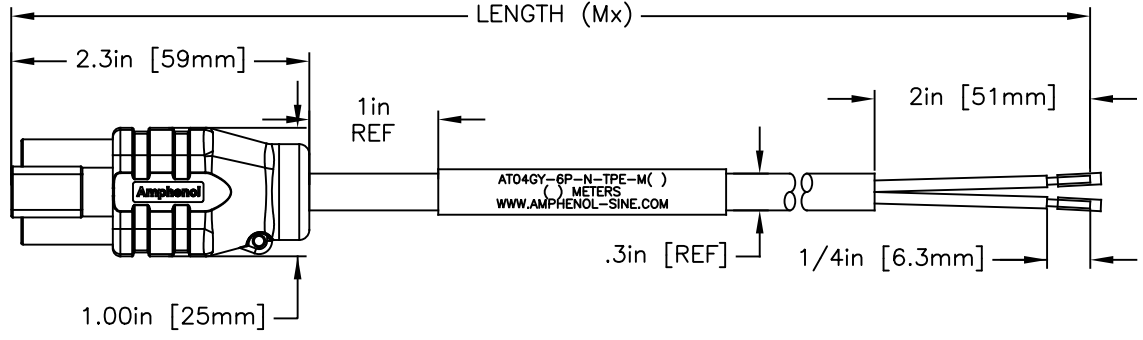 LENGTH (Mx)
2.3in [59mm]
1in
REF
2in [51mm]
Amphenol
AT04GY-6P-N-TPE-M( )
( ) METERS
WWW.AMPHENOL-SINE.COM
.3in [REF]
1/4in [6.3mm]
1.00in [25mm]